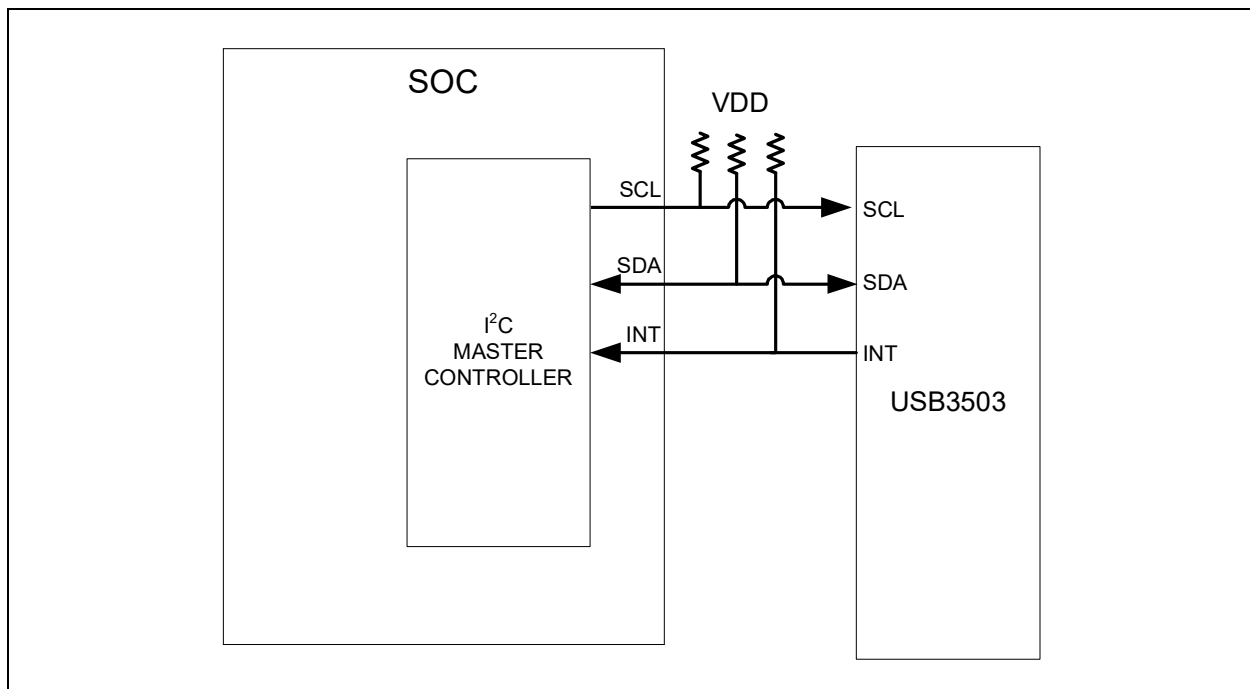 SOC
VDD
SCL
SCL
SDA
SDA
INT
INT
I²C
MASTER
CONTROLLER
USB3503